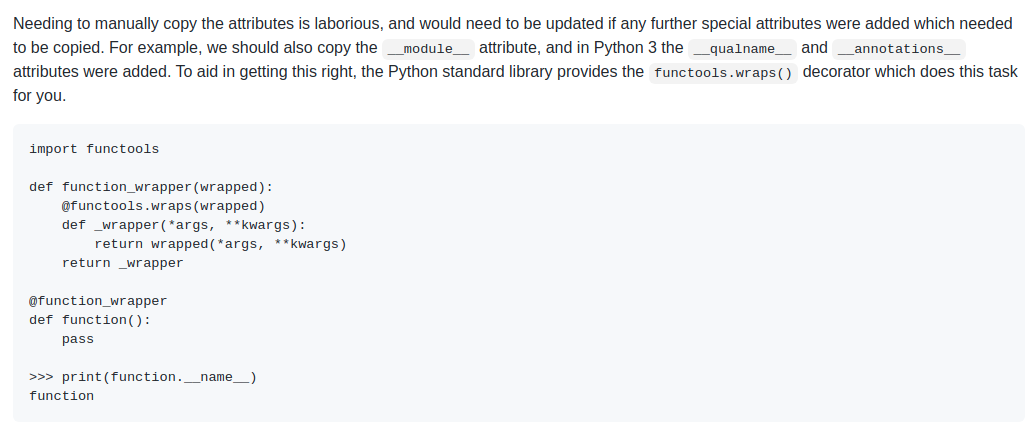 Needing to manually copy the attributes is laborious, and would need to be updated if any further special attributes were added which needed
to be copied. For example, we should also copy the __module__ attribute, and in Python 3 the __qualname__ and __annotations__
attributes were added. To aid in getting this right, the Python standard library provides the functools.wraps() decorator which does this task
for you.
import functools

def function_wrapper(wrapped):
    @functools.wraps(wrapped)
    def _wrapper(*args, **kwargs):
        return wrapped(*args, **kwargs)
    return _wrapper

@function_wrapper
def function():
    pass

>>> print(function.__name__)
function